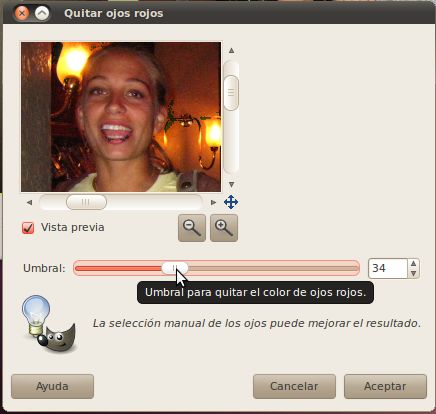 Quitar ojos rojos
Vista previa
Umbral:
34
Umbral para quitar el color de ojos rojos.
La selección manual de los ojos puede mejorar el resultado.
Ayuda
Cancelar
Aceptar